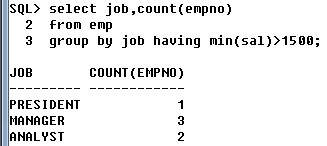 SQL> select job,count(empno)
2 from emp
3 group by job having min(sal)>1500;
JOB COUNT(EMPNO)
--------- ------------
PRESIDENT 1
MANAGER 3
ANALYST 2